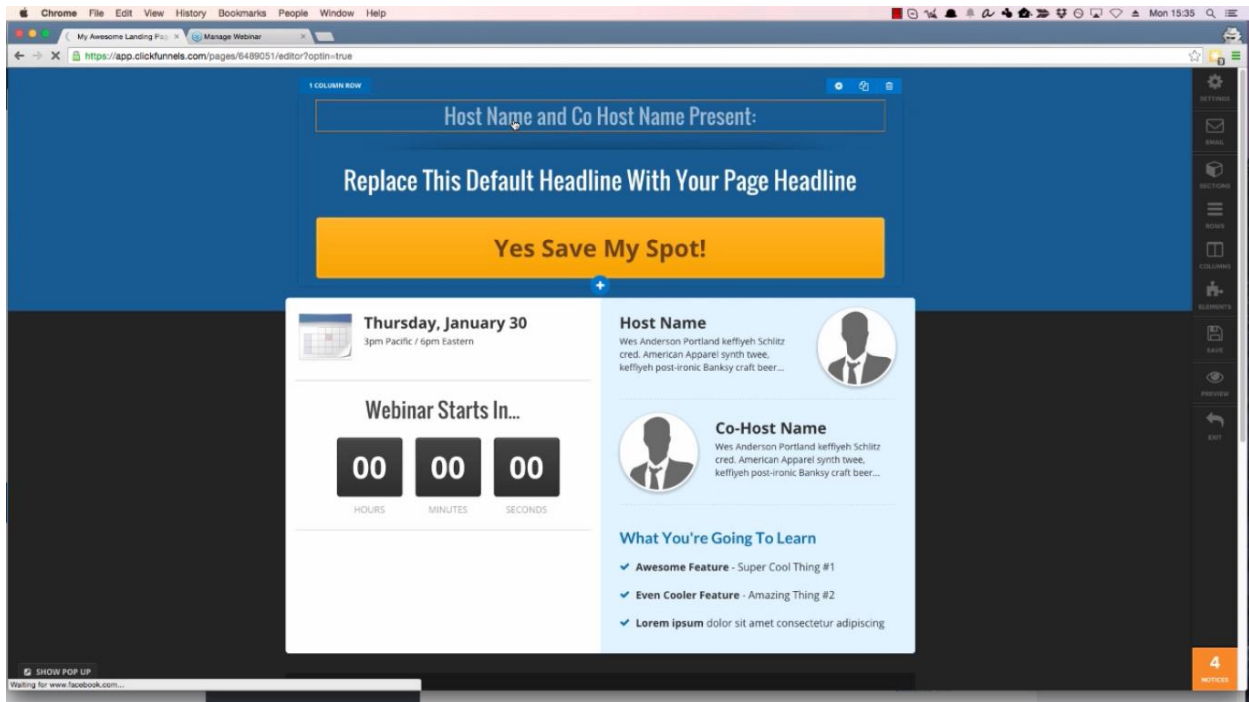 Chrome File Edit View History Bookmarks People Window Help
Mon 15:35
My Awesome Landing Pag
Manage Webinar
https://app.clickfunnels.com/pages/6489051/editor?optin=true
1 COLUMN ROW
Host Name and Co Host Name Present:
Replace This Default Headline With Your Page Headline
Yes Save My Spot!
Thursday, January 30
3pm Pacific / 6pm Eastern
Webinar Starts In...
00 00 00
HOURS MINUTES SECONDS
Host Name
Wes Anderson Portland keffiyeh Schlitz
cred. American Apparel synth twee,
keffiyeh post-ironic Banksy craft beer...
Co-Host Name
Wes Anderson Portland keffiyeh Schlitz
cred. American Apparel synth twee,
keffiyeh post-ironic Banksy craft beer...
What You're Going To Learn
Awesome Feature - Super Cool Thing #1
Even Cooler Feature - Amazing Thing #2
Lorem ipsum dolor sit amet consectetur adipiscing
SETTINGS
EMAIL
SECTIONS
ROWS
COLUMNS
ELEMENTS
SAVE
PREVIEW
EXIT
4
NOTICES
SHOW POP UP
Waiting for www.facebook.com...